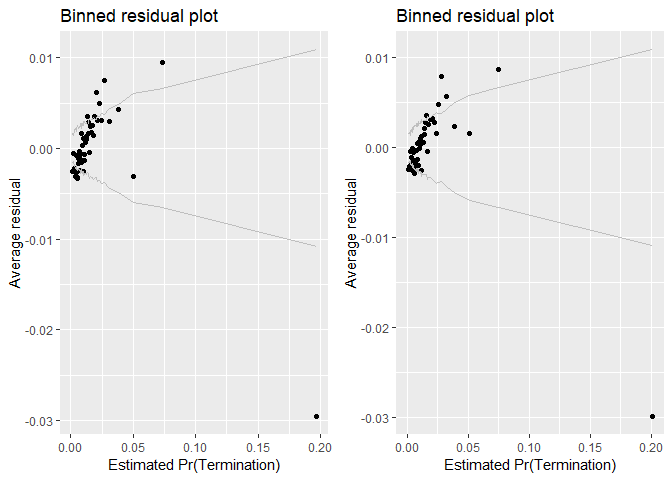 Binned residual plot
0.01
0.00
-0.01
-0.02
-0.03
Average residual
0.00 0.05 0.10 0.15 0.20
Estimated Pr(Termination)
Binned residual plot
0.01
0.00
-0.01
-0.02
-0.03
Average residual
0.00 0.05 0.10 0.15 0.20
Estimated Pr(Termination)